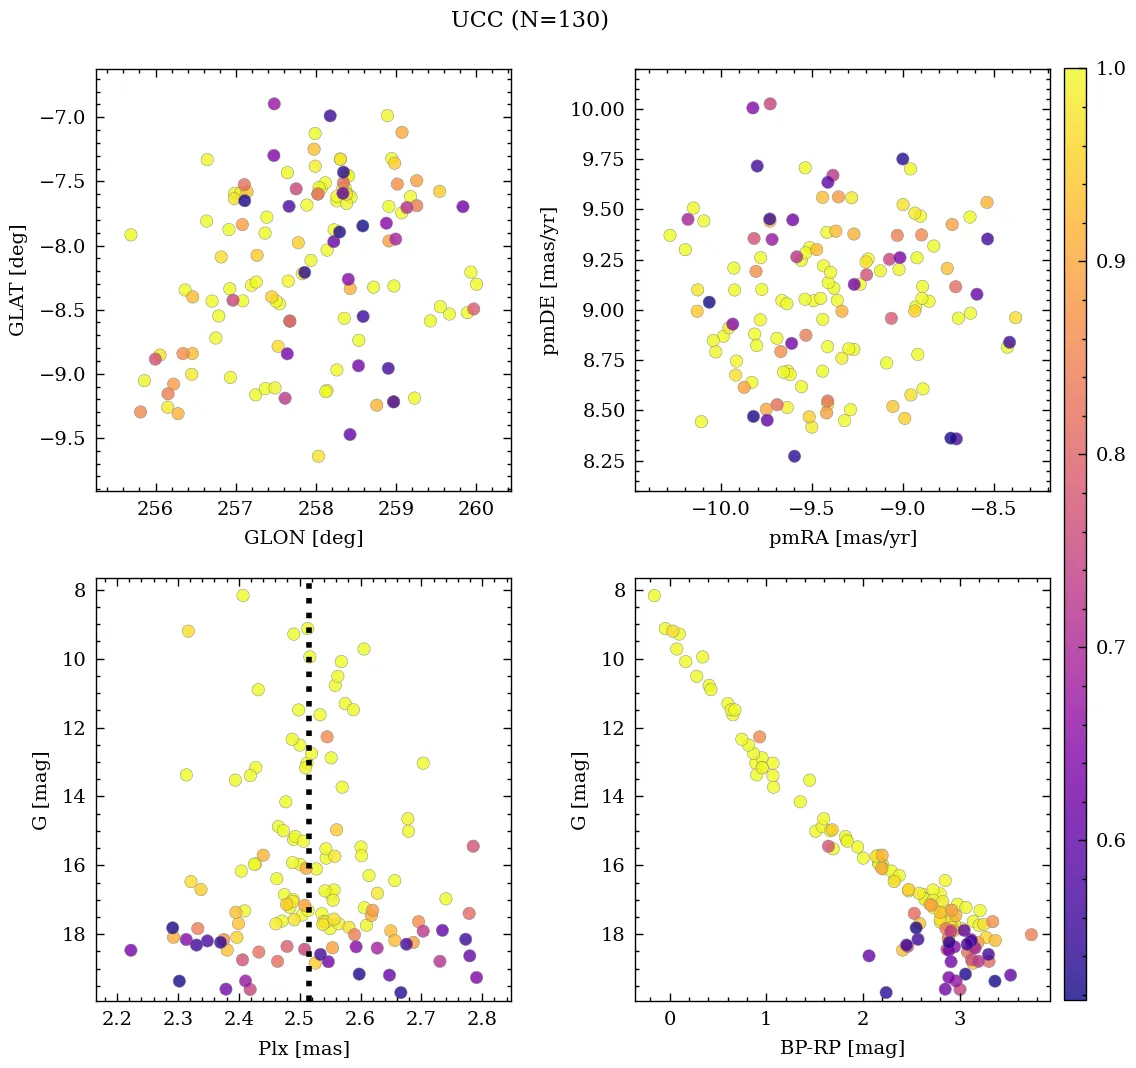 UCC (N=130)
−7.0
−7.5
−8.0
−8.5
−9.0
−9.5
GLAT [deg]
256 257 258 259 260
GLON [deg]
10.00
9.75
9.50
9.25
9.00
8.75
8.50
8.25
pmDE [mas/yr]
−10.0 −9.5 −9.0 −8.5
pmRA [mas/yr]
1.0
0.9
0.8
0.7
0.6
8
10
12
14
16
18
G [mag]
2.2 2.3 2.4 2.5 2.6 2.7 2.8
Plx [mas]
8
10
12
14
16
18
G [mag]
0 1 2 3
BP-RP [mag]